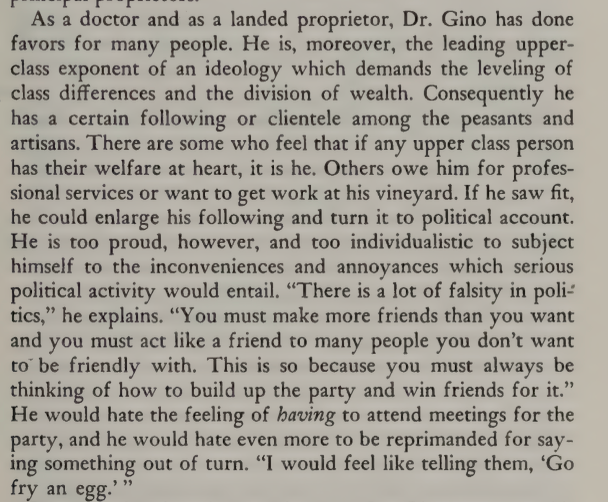 As a doctor and as a landed proprietor, Dr. Gino has done
favors for many people. He is, moreover, the leading upper-
class exponent of an ideology which demands the leveling of
class differences and the division of wealth. Consequently he
has a certain following or clientele among the peasants and
artisans. There are some who feel that if any upper class person
has their welfare at heart, it is he. Others owe him for profes-
sional services or want to get work at his vineyard. If he saw fit,
he could enlarge his following and turn it to political account.
He is too proud, however, and too individualistic to subject
himself to the inconveniences and annoyances which serious
political activity would entail. “There is a lot of falsity in poli-
tics,” he explains. “You must make more friends than you want
and you must act like a friend to many people you don’t want
to be friendly with. This is so because you must always be
thinking of how to build up the party and win friends for it.”
He would hate the feeling of having to attend meetings for the
party, and he would hate even more to be reprimanded for say-
ing something out of turn. “I would feel like telling them, ‘Go
fry an egg.’ ”